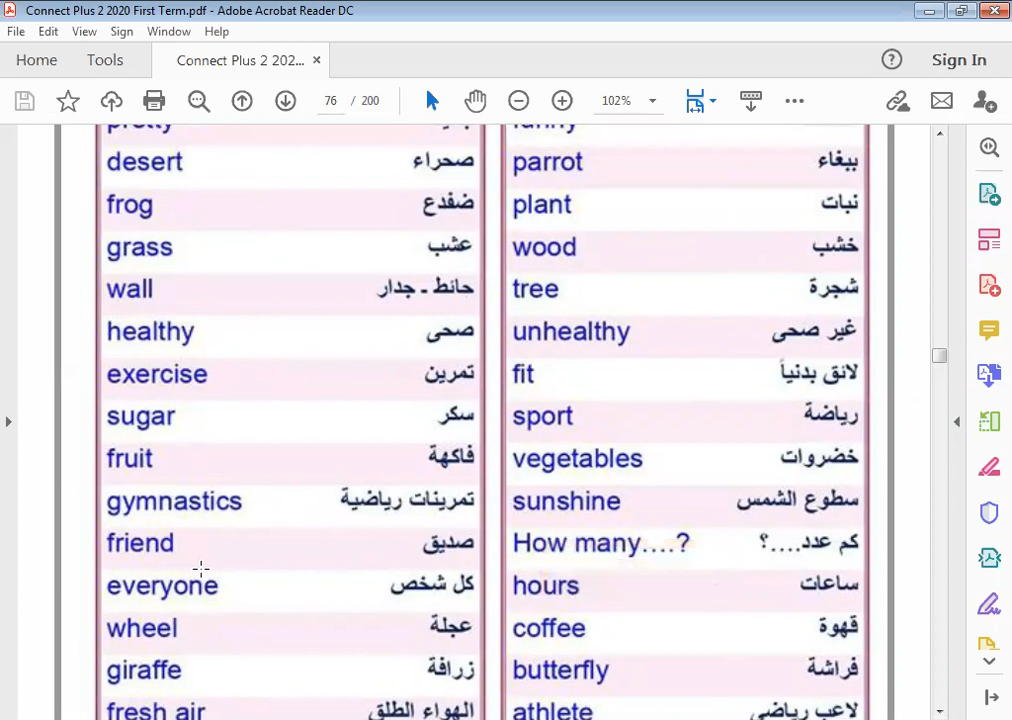 Connect Plus 2 2020 First Term.pdf - Adobe Acrobat Reader DC
File Edit View Sign Window Help
Home Tools Connect Plus 2 202... × Sign In
76 / 200 102%
pretty
funny
desert صحراء
parrot ببغاء
frog ضفدع
plant نبات
grass عشب
wood خشب
wall حائط - جدار
tree شجرة
healthy صحى
unhealthy غير صحى
exercise تمرين
fit لائق بدنياً
sugar سكر
sport رياضة
fruit فاكهة
vegetables خضروات
gymnastics تمرينات رياضية
sunshine سطوع الشمس
friend صديق
How many....? كم عدد....؟
everyone كل شخص
hours ساعات
wheel عجلة
coffee قهوة
giraffe زرافة
butterfly فراشة
fresh air الهواء الطلق
athlete لاعب رياضى